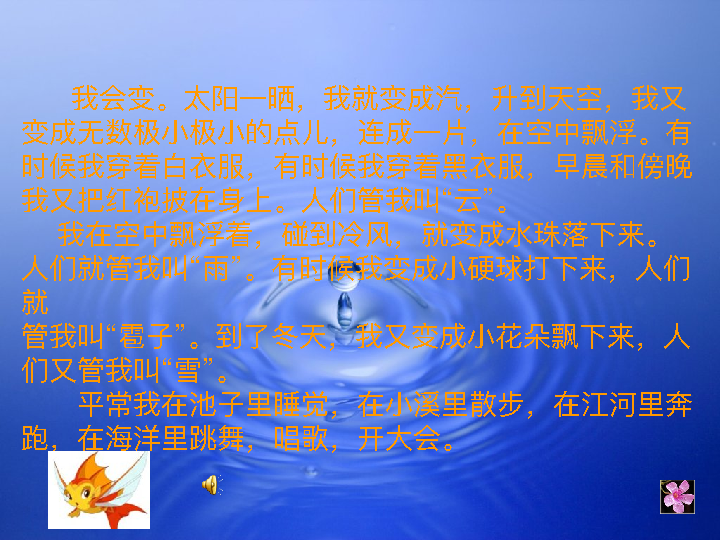 我会变。太阳一晒，我就变成汽，升到天空，我又
变成无数极小极小的点儿，连成一片，在空中飘浮。有
时候我穿着白衣服，有时候我穿着黑衣服，早晨和傍晚
我又把红袍披在身上。人们管我叫“云”。
我在空中飘浮着，碰到冷风，就变成水珠落下来。
人们就管我叫“雨”。有时候我变成小硬球打下来，人们
就
管我叫“雹子”。到了冬天，我又变成小花朵飘下来，人
们又管我叫“雪”。
平常我在池子里睡觉，在小溪里散步，在江河里奔
跑，在海洋里跳舞，唱歌，开大会。